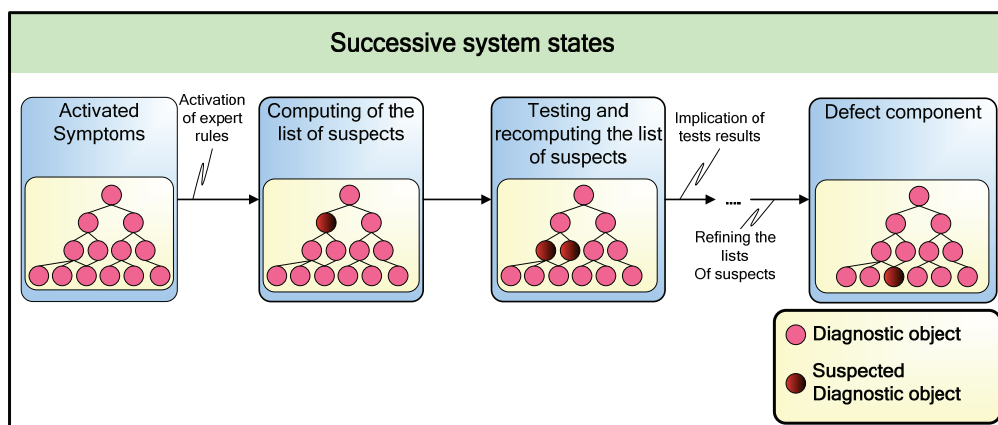 Successive system states
Activated
Symptoms
Activation
of expert
rules
Computing of the
list of suspects
Testing and
recomputing the list
of suspects
Implication of
tests results
....
Refining the
lists
Of suspects
Defect component
Diagnostic object
Suspected
Diagnostic object